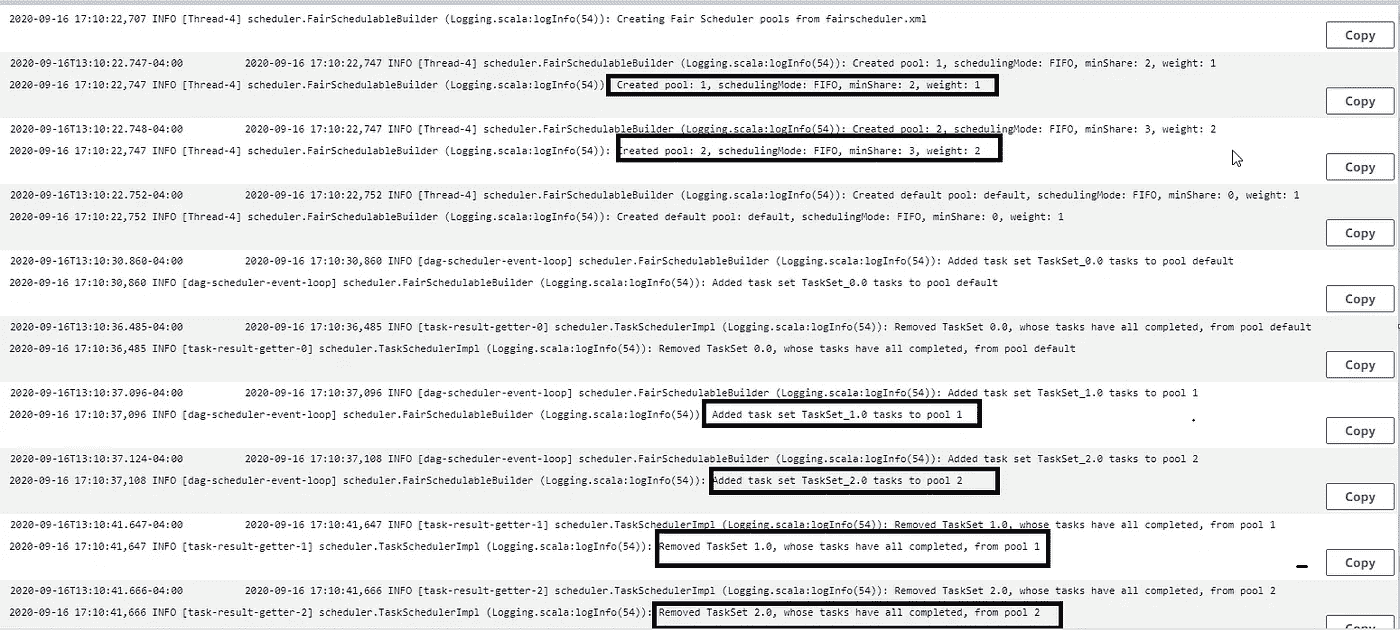 2020-09-16 17:10:22,707 INFO [Thread-4] scheduler.FairSchedulableBuilder (Logging.scala:logInfo(54)): Creating Fair Scheduler pools from fairscheduler.xml
Copy
2020-09-16T13:10:22.747-04:00 2020-09-16 17:10:22,747 INFO [Thread-4] scheduler.FairSchedulableBuilder (Logging.scala:logInfo(54)): Created pool: 1, schedulingMode: FIFO, minShare: 2, weight: 1
2020-09-16 17:10:22,747 INFO [Thread-4] scheduler.FairSchedulableBuilder (Logging.scala:logInfo(54)) Created pool: 1, schedulingMode: FIFO, minShare: 2, weight: 1
Copy
2020-09-16T13:10:22.748-04:00 2020-09-16 17:10:22,747 INFO [Thread-4] scheduler.FairSchedulableBuilder (Logging.scala:logInfo(54)): Created pool: 2, schedulingMode: FIFO, minShare: 3, weight: 2
2020-09-16 17:10:22,747 INFO [Thread-4] scheduler.FairSchedulableBuilder (Logging.scala:logInfo(54)): Created pool: 2, schedulingMode: FIFO, minShare: 3, weight: 2
Copy
2020-09-16T13:10:22.752-04:00 2020-09-16 17:10:22,752 INFO [Thread-4] scheduler.FairSchedulableBuilder (Logging.scala:logInfo(54)): Created default pool: default, schedulingMode: FIFO, minShare: 0, weight: 1
2020-09-16 17:10:22,752 INFO [Thread-4] scheduler.FairSchedulableBuilder (Logging.scala:logInfo(54)): Created default pool: default, schedulingMode: FIFO, minShare: 0, weight: 1
Copy
2020-09-16T13:10:30.860-04:00 2020-09-16 17:10:30,860 INFO [dag-scheduler-event-loop] scheduler.FairSchedulableBuilder (Logging.scala:logInfo(54)): Added task set TaskSet_0.0 tasks to pool default
2020-09-16 17:10:30,860 INFO [dag-scheduler-event-loop] scheduler.FairSchedulableBuilder (Logging.scala:logInfo(54)): Added task set TaskSet_0.0 tasks to pool default
Copy
2020-09-16T13:10:36.485-04:00 2020-09-16 17:10:36,485 INFO [task-result-getter-0] scheduler.TaskSchedulerImpl (Logging.scala:logInfo(54)): Removed TaskSet 0.0, whose tasks have all completed, from pool default
2020-09-16 17:10:36,485 INFO [task-result-getter-0] scheduler.TaskSchedulerImpl (Logging.scala:logInfo(54)): Removed TaskSet 0.0, whose tasks have all completed, from pool default
Copy
2020-09-16T13:10:37.096-04:00 2020-09-16 17:10:37,096 INFO [dag-scheduler-event-loop] scheduler.FairSchedulableBuilder (Logging.scala:logInfo(54)): Added task set TaskSet_1.0 tasks to pool 1
2020-09-16 17:10:37,096 INFO [dag-scheduler-event-loop] scheduler.FairSchedulableBuilder (Logging.scala:logInfo(54)) Added task set TaskSet_1.0 tasks to pool 1
Copy
2020-09-16T13:10:37.124-04:00 2020-09-16 17:10:37,108 INFO [dag-scheduler-event-loop] scheduler.FairSchedulableBuilder (Logging.scala:logInfo(54)): Added task set TaskSet_2.0 tasks to pool 2
2020-09-16 17:10:37,108 INFO [dag-scheduler-event-loop] scheduler.FairSchedulableBuilder (Logging.scala:logInfo(54)): Added task set TaskSet_2.0 tasks to pool 2
Copy
2020-09-16T13:10:41.647-04:00 2020-09-16 17:10:41,647 INFO [task-result-getter-1] scheduler.TaskSchedulerImpl (Logging.scala:logInfo(54)): Removed TaskSet 1.0, whose tasks have all completed, from pool 1
2020-09-16 17:10:41,647 INFO [task-result-getter-1] scheduler.TaskSchedulerImpl (Logging.scala:logInfo(54)): Removed TaskSet 1.0, whose tasks have all completed, from pool 1
Copy
2020-09-16T13:10:41.666-04:00 2020-09-16 17:10:41,666 INFO [task-result-getter-2] scheduler.TaskSchedulerImpl (Logging.scala:logInfo(54)): Removed TaskSet 2.0, whose tasks have all completed, from pool 2
2020-09-16 17:10:41,666 INFO [task-result-getter-2] scheduler.TaskSchedulerImpl (Logging.scala:logInfo(54)): Removed TaskSet 2.0, whose tasks have all completed, from pool 2
Copy